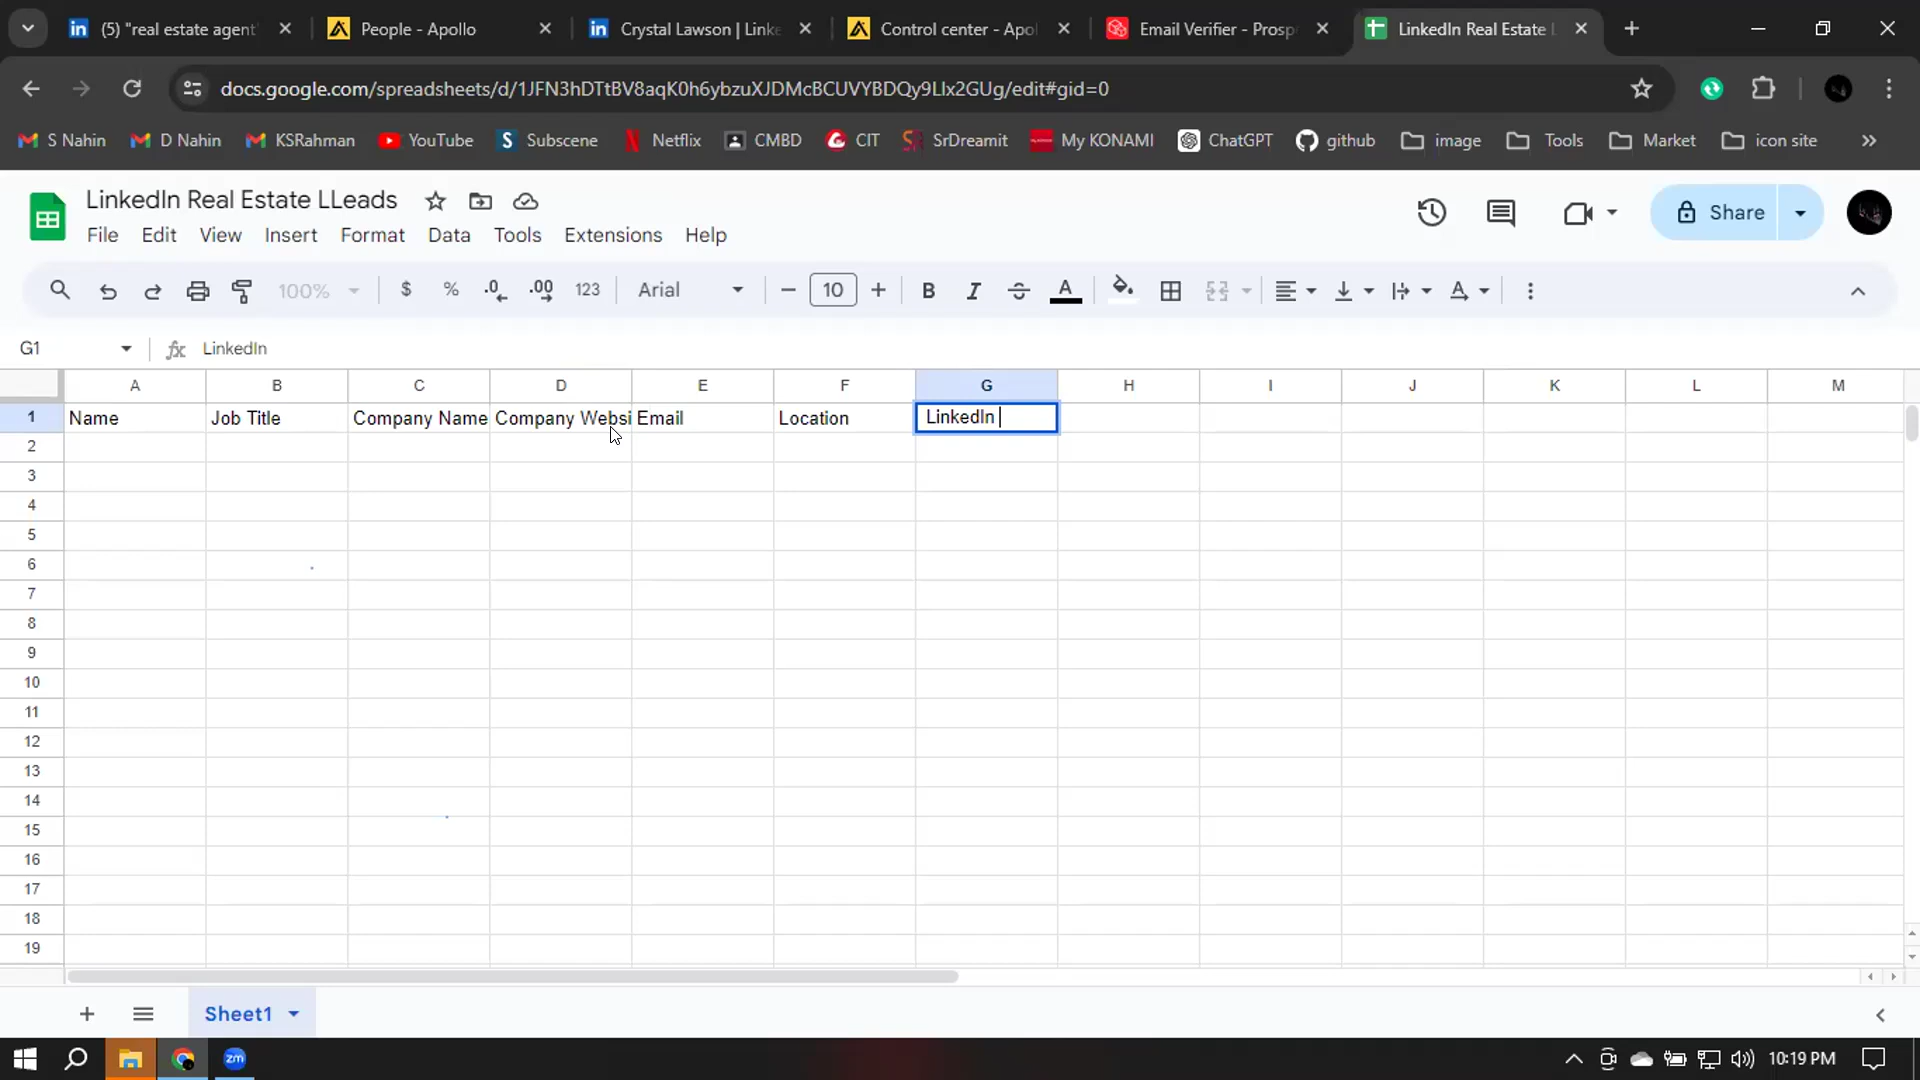 (5) "real estate agent"
People - Apollo
Crystal Lawson | Linke
Control center - Apol
Email Verifier - Prosp
LinkedIn Real Estate L
docs.google.com/spreadsheets/d/1JFN3hDTtBV8aqK0h6ybzuXJDMcBCUVYBDQy9Llx2GUg/edit#gid=0
S Nahin
D Nahin
KSRahman
YouTube
Subscene
Netflix
CMBD
CIT
SrDreamit
My KONAMI
ChatGPT
github
image
Tools
Market
icon site
LinkedIn Real Estate LLeads
File Edit View Insert Format Data Tools Extensions Help
Share
100% $ % .0 .00 123 Arial 10 B I S A A
G1 fx LinkedIn
A B C D E F G H I J K L M
1 Name Job Title Company Name Company Websi Email Location LinkedIn
2
3
4
5
6
7
8
9
10
11
12
13
14
15
16
17
18
19
Sheet1
zm
10:19 PM